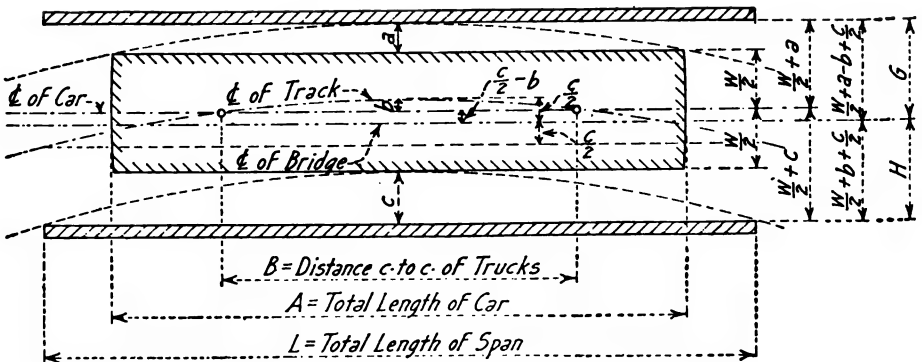 a
℄ of Car
℄ of Track
b
c/2 - b
c/2
c/2
℄ of Bridge
c
W/2
W/2
W/2 + a
W/2 + c
W/2 + a - b + c/2
W/2 + b + c/2
G
H
B = Distance c. to c. of Trucks
A = Total Length of Car
L = Total Length of Span